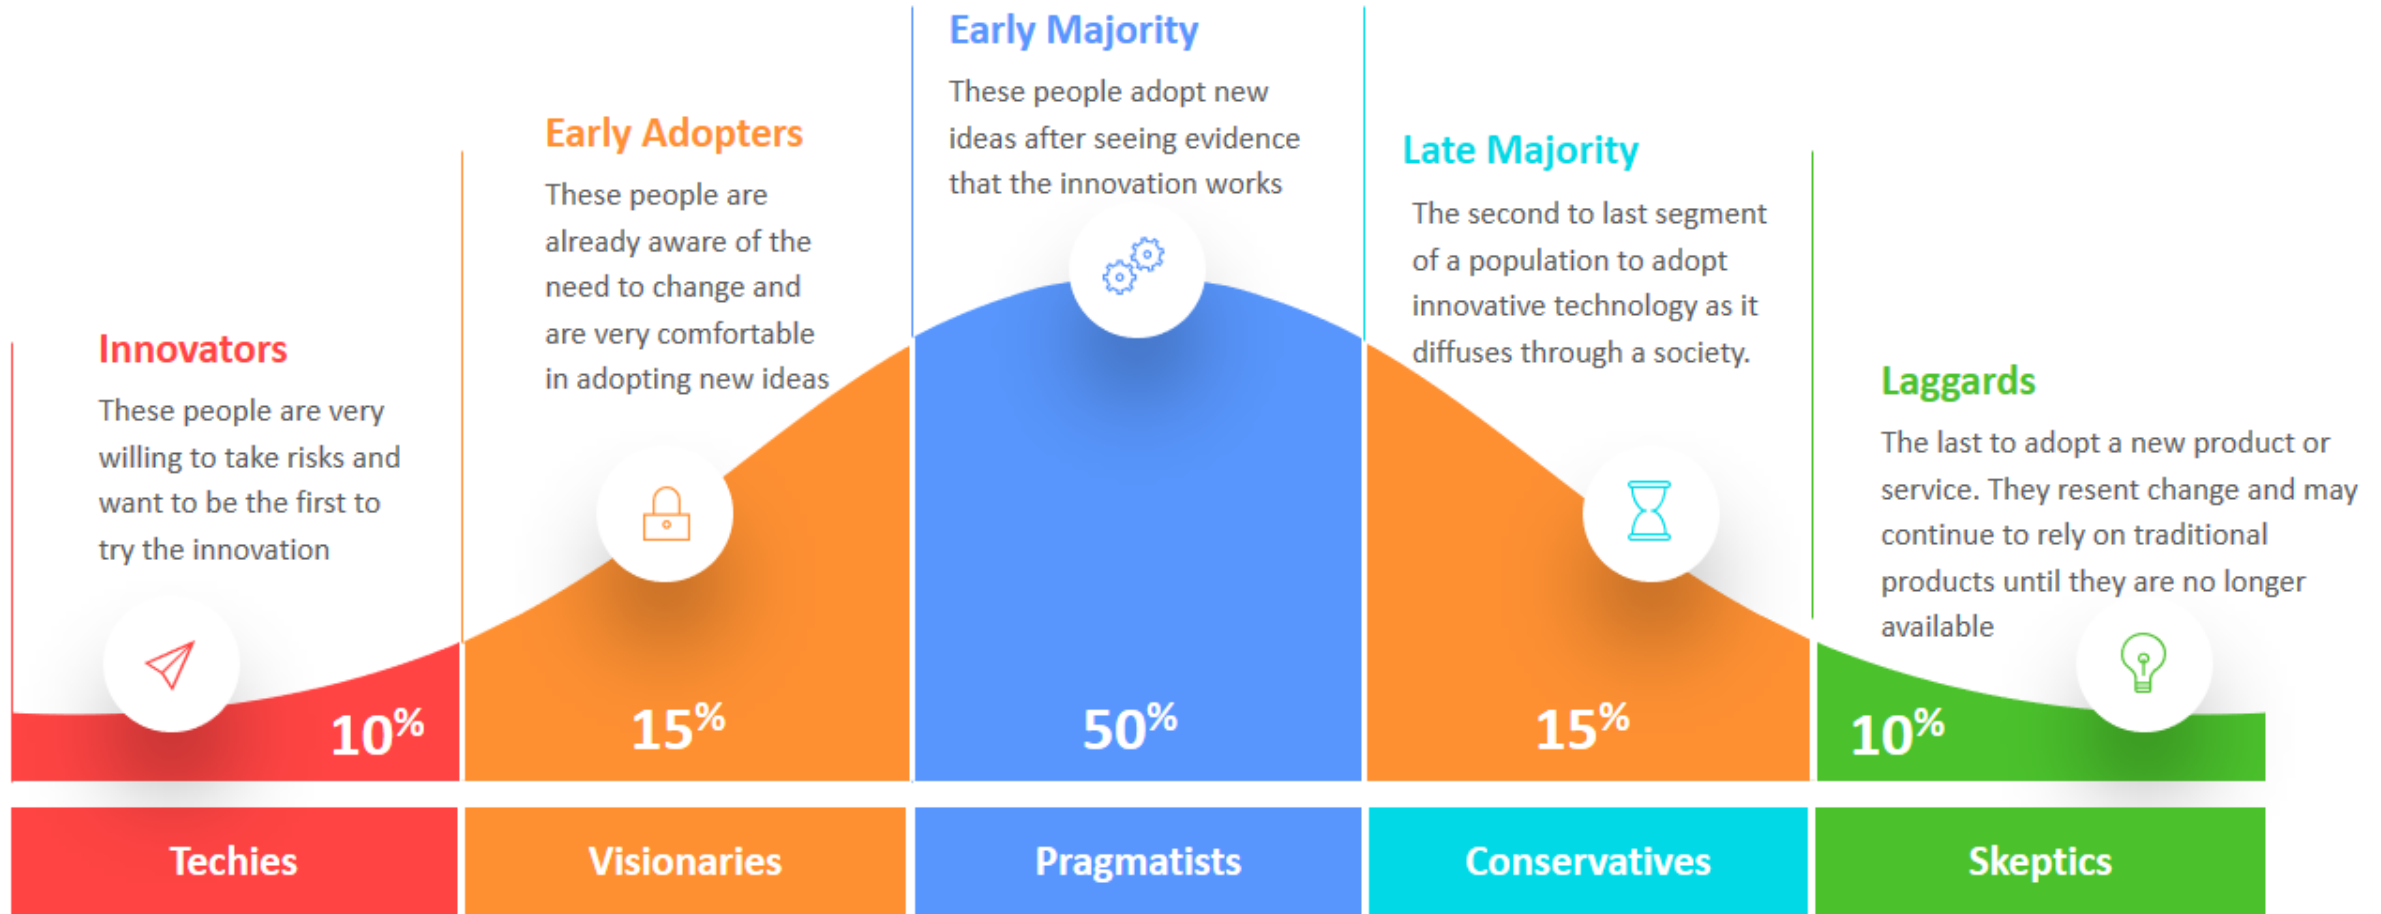 Innovators
These people are very
willing to take risks and
want to be the first to
try the innovation
Early Adopters
These people are
already aware of the
need to change and
are very comfortable
in adopting new ideas
Early Majority
These people adopt new
ideas after seeing evidence
that the innovation works
Late Majority
The second to last segment
of a population to adopt
innovative technology as it
diffuses through a society.
Laggards
The last to adopt a new product or
service. They resent change and may
continue to rely on traditional
products until they are no longer
available
10%
15%
50%
15%
10%
Techies
Visionaries
Pragmatists
Conservatives
Skeptics